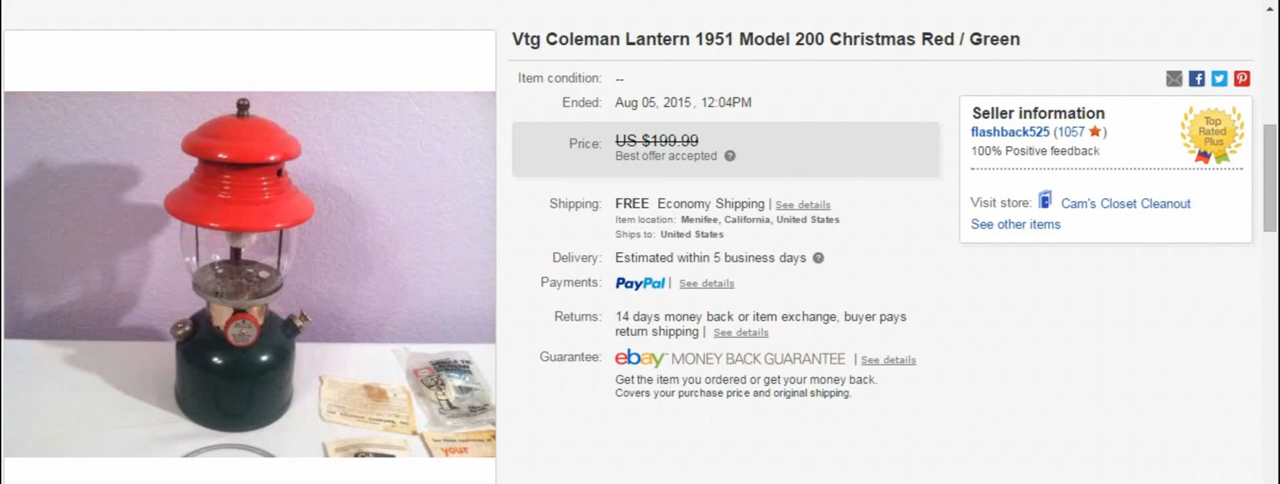 Vtg Coleman Lantern 1951 Model 200 Christmas Red / Green
Item condition: --
Ended: Aug 05, 2015, 12:04PM
Price: US $199.99
Best offer accepted ?
Shipping: FREE Economy Shipping | See details
Item location: Menifee, California, United States
Ships to: United States
Delivery: Estimated within 5 business days ?
Payments: PayPal | See details
Returns: 14 days money back or item exchange, buyer pays
return shipping | See details
Guarantee: ebay MONEY BACK GUARANTEE | See details
Get the item you ordered or get your money back.
Covers your purchase price and original shipping.
Seller information
flashback525 (1057 ★)
100% Positive feedback
Top
Rated
Plus
Visit store: Cam's Closet Cleanout
See other items
your